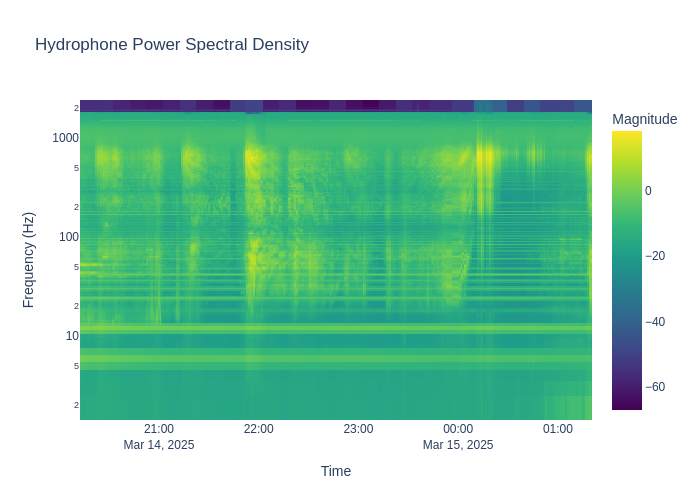 Hydrophone Power Spectral Density
Magnitude
2
1000
5
2
100
5
2
10
5
2
0
−20
−40
−60
Frequency (Hz)
21:00 22:00 23:00 00:00 01:00
Mar 14, 2025 Mar 15, 2025
Time